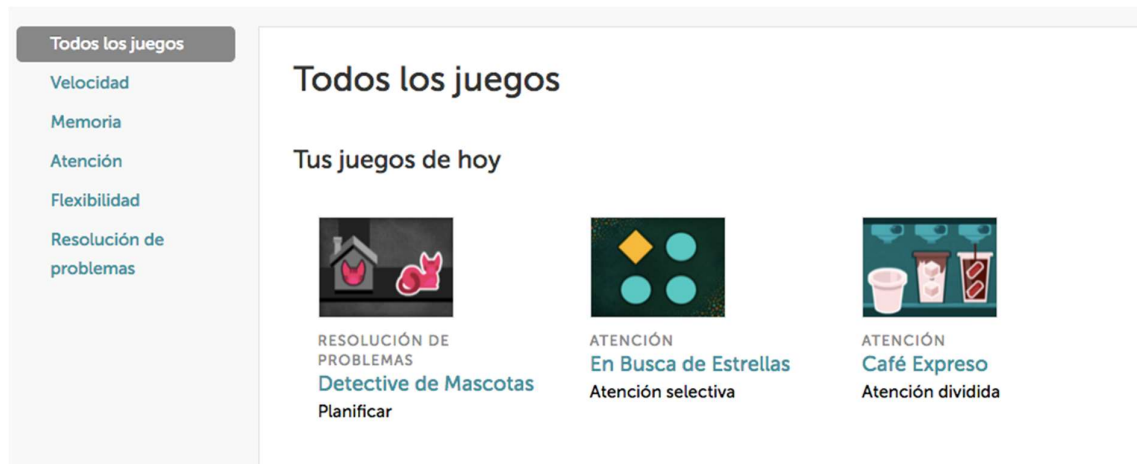 Todos los juegos
Velocidad
Memoria
Atención
Flexibilidad
Resolución de
problemas
Todos los juegos
Tus juegos de hoy
RESOLUCIÓN DE
PROBLEMAS
Detective de Mascotas
Planificar
ATENCIÓN
En Busca de Estrellas
Atención selectiva
ATENCIÓN
Café Expreso
Atención dividida